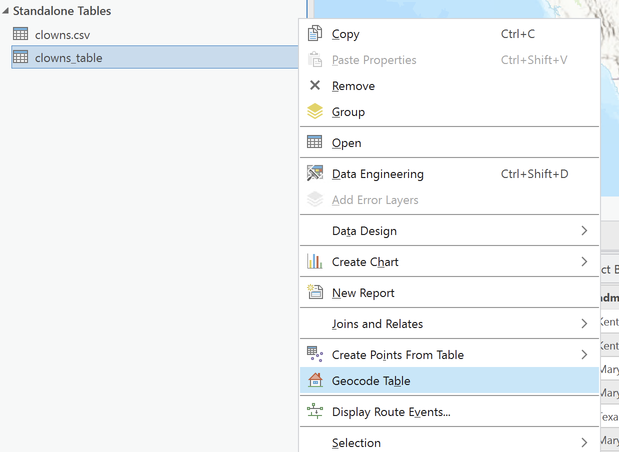 Standalone Tables
clowns.csv
clowns_table
Copy Ctrl+C
Paste Properties Ctrl+Shift+V
Remove
Group
Open
Data Engineering Ctrl+Shift+D
Add Error Layers
Data Design
Create Chart
New Report
Joins and Relates
Create Points From Table
Geocode Table
Display Route Events...
Selection
ct B
dm
Kent
Kent
Mary
Mary
Texa
Mary